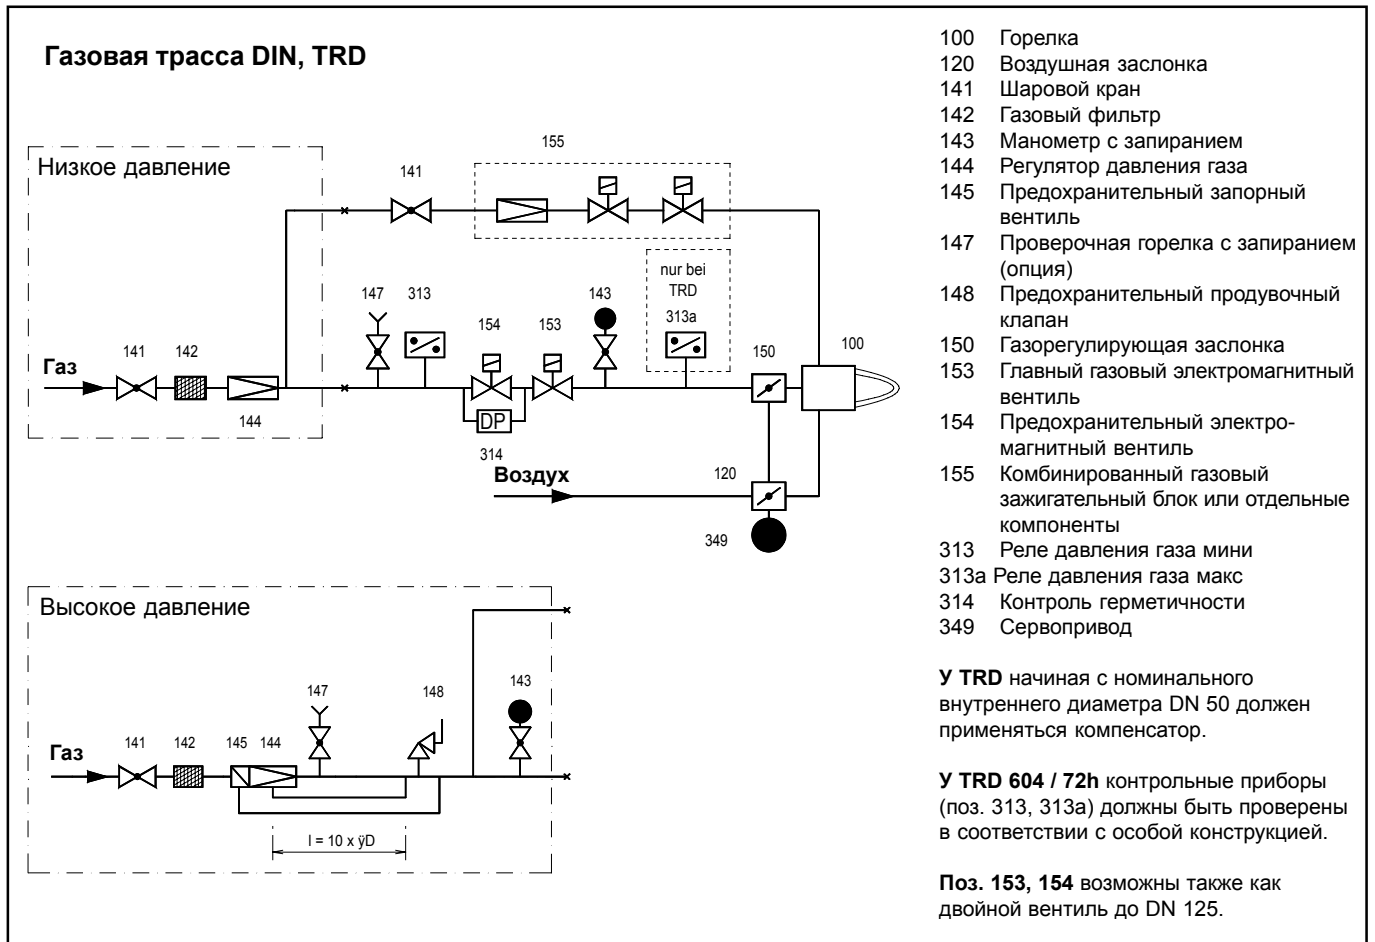 Газовая трасса DIN, TRD
Низкое давление
155
141
nur bei
TRD
147
313
154
153
143
313a
150
100
Газ
141
142
144
DP
314
Воздух
120
349
Высокое давление
147
148
143
Газ
141
142
145
144
l = 10 x ÿD
100 Горелка
120 Воздушная заслонка
141 Шаровой кран
142 Газовый фильтр
143 Манометр с запиранием
144 Регулятор давления газа
145 Предохранительный запорный
вентиль
147 Проверочная горелка с запиранием
(опция)
148 Предохранительный продувочный
клапан
150 Газорегулирующая заслонка
153 Главный газовый электромагнитный
вентиль
154 Предохранительный электро-
магнитный вентиль
155 Комбинированный газовый
зажигательный блок или отдельные
компоненты
313 Реле давления газа мини
313а Реле давления газа макс
314 Контроль герметичности
349 Сервопривод
У TRD начиная с номинального
внутреннего диаметра DN 50 должен
применяться компенсатор.
У TRD 604 / 72h контрольные приборы
(поз. 313, 313а) должны быть проверены
в соответствии с особой конструкцией.
Поз. 153, 154 возможны также как
двойной вентиль до DN 125.